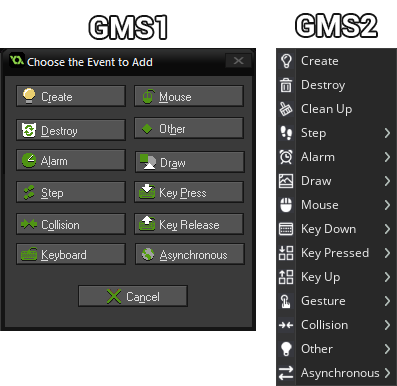 GMS1
GMS2
Choose the Event to Add
Create
Mouse
Destroy
Other
Alarm
Draw
Step
Key Press
Collision
Key Release
Keyboard
Asynchronous
Cancel
Create
Destroy
Clean Up
Step
Alarm
Draw
Mouse
Key Down
Key Pressed
Key Up
Gesture
Collision
Other
Asynchronous